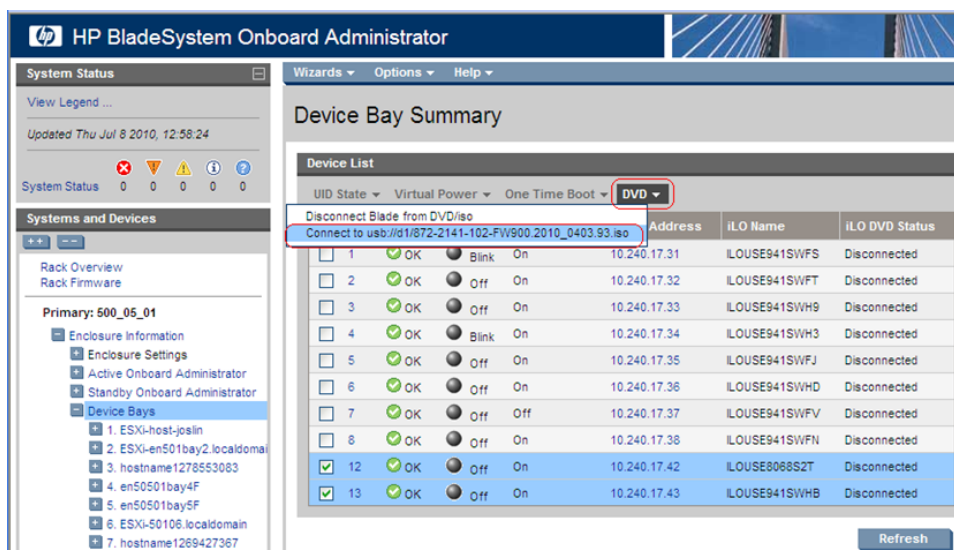 hp HP BladeSystem Onboard Administrator
System Status
View Legend ...
Updated Thu Jul 8 2010, 12:58:24
System Status 0 0 0 0 0
Systems and Devices
++ --
Rack Overview
Rack Firmware
Primary: 500_05_01
Enclosure Information
Enclosure Settings
Active Onboard Administrator
Standby Onboard Administrator
Device Bays
1. ESXi-host-joslin
2. ESXi-en501bay2.localdomai
3. hostname1278553083
4. en50501bay4F
5. en50501bay5F
6. ESXi-50106.localdomain
7. hostname1269427367
Wizards Options Help
Device Bay Summary
Device List
UID State Virtual Power One Time Boot DVD
Disconnect Blade from DVD/iso
Connect to usb://d1/872-2141-102-FW900.2010_0403.93.iso
Address iLO Name iLO DVD Status
1 OK Blink On 10.240.17.31 ILOUSE941SWFS Disconnected
2 OK Off On 10.240.17.32 ILOUSE941SWFT Disconnected
3 OK Off On 10.240.17.33 ILOUSE941SWH9 Disconnected
4 OK Blink On 10.240.17.34 ILOUSE941SWH3 Disconnected
5 OK Off On 10.240.17.35 ILOUSE941SWFJ Disconnected
6 OK Off On 10.240.17.36 ILOUSE941SWHD Disconnected
7 OK Off Off 10.240.17.37 ILOUSE941SWFV Disconnected
8 OK Off On 10.240.17.38 ILOUSE941SWFN Disconnected
12 OK Off On 10.240.17.42 ILOUSE8068S2T Disconnected
13 OK Off On 10.240.17.43 ILOUSE941SWHB Disconnected
Refresh